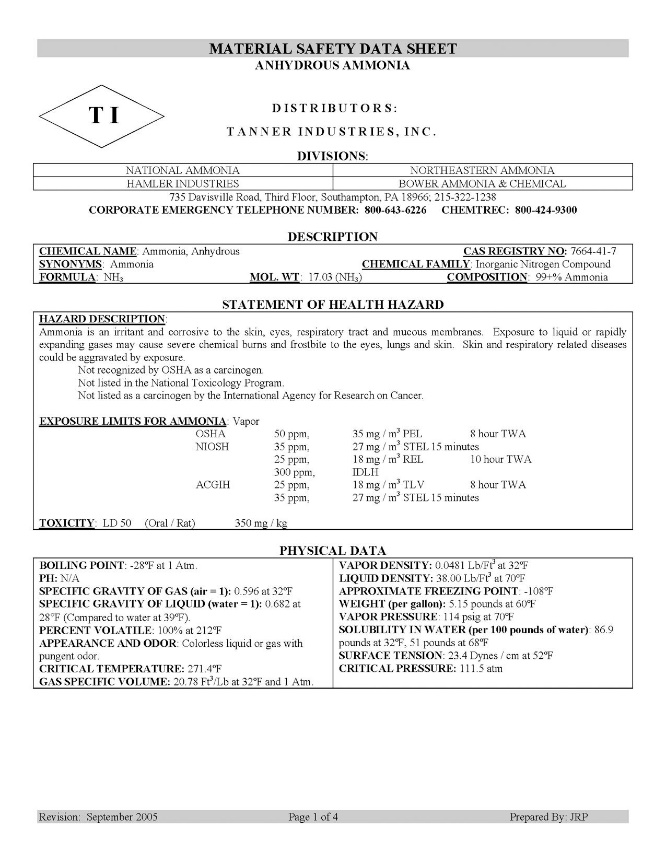 MATERIAL SAFETY DATA SHEET
ANHYDROUS AMMONIA
T I
DISTRIBUTORS:
TANNER INDUSTRIES, INC.
DIVISIONS:
NATIONAL AMMONIA NORTHEASTERN AMMONIA
HAMLER INDUSTRIES BOWER AMMONIA & CHEMICAL
735 Davisville Road, Third Floor, Southampton, PA 18966; 215-322-1238
CORPORATE EMERGENCY TELEPHONE NUMBER: 800-643-6226 CHEMTREC: 800-424-9300
DESCRIPTION
CHEMICAL NAME: Ammonia, Anhydrous CAS REGISTRY NO: 7664-41-7
SYNONYMS: Ammonia CHEMICAL FAMILY: Inorganic Nitrogen Compound
FORMULA: NH₃ MOL. WT: 17.03 (NH₃) COMPOSITION: 99+% Ammonia
STATEMENT OF HEALTH HAZARD
HAZARD DESCRIPTION:
Ammonia is an irritant and corrosive to the skin, eyes, respiratory tract and mucous membranes. Exposure to liquid or rapidly
expanding gases may cause severe chemical burns and frostbite to the eyes, lungs and skin. Skin and respiratory related diseases
could be aggravated by exposure.
Not recognized by OSHA as a carcinogen.
Not listed in the National Toxicology Program.
Not listed as a carcinogen by the International Agency for Research on Cancer.
EXPOSURE LIMITS FOR AMMONIA: Vapor
OSHA 50 ppm, 35 mg / m³ PEL 8 hour TWA
NIOSH 35 ppm, 27 mg / m³ STEL 15 minutes
25 ppm, 18 mg / m³ REL 10 hour TWA
300 ppm, IDLH
ACGIH 25 ppm, 18 mg / m³ TLV 8 hour TWA
35 ppm, 27 mg / m³ STEL 15 minutes
TOXICITY: LD 50 (Oral / Rat) 350 mg / kg
PHYSICAL DATA
BOILING POINT: -28ºF at 1 Atm.
PH: N/A
SPECIFIC GRAVITY OF GAS (air = 1): 0.596 at 32ºF
SPECIFIC GRAVITY OF LIQUID (water = 1): 0.682 at
28ºF (Compared to water at 39ºF).
PERCENT VOLATILE: 100% at 212ºF
APPEARANCE AND ODOR: Colorless liquid or gas with
pungent odor.
CRITICAL TEMPERATURE: 271.4ºF
GAS SPECIFIC VOLUME: 20.78 Ft³/Lb at 32ºF and 1 Atm.
VAPOR DENSITY: 0.0481 Lb/Ft³ at 32ºF
LIQUID DENSITY: 38.00 Lb/Ft³ at 70ºF
APPROXIMATE FREEZING POINT: -108ºF
WEIGHT (per gallon): 5.15 pounds at 60ºF
VAPOR PRESSURE: 114 psig at 70ºF
SOLUBILITY IN WATER (per 100 pounds of water): 86.9
pounds at 32ºF, 51 pounds at 68ºF
SURFACE TENSION: 23.4 Dynes / cm at 52ºF
CRITICAL PRESSURE: 111.5 atm
Revision: September 2005 Page 1 of 4 Prepared By: JRP